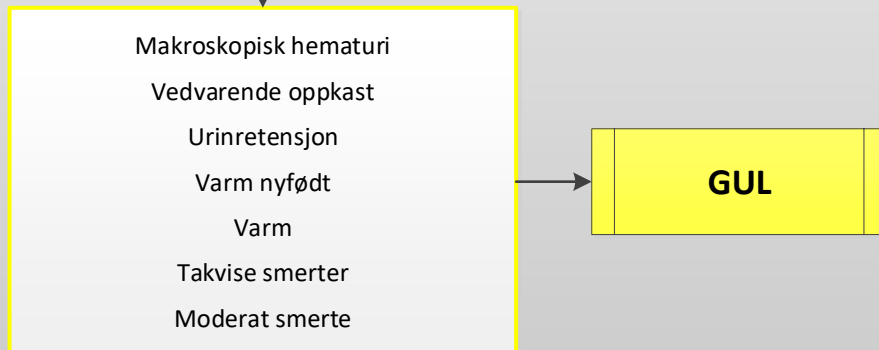 Makroskopisk hematuri
Vedvarende oppkast
Urinretensjon
Varm nyfødt
Varm
Takvise smerter
Moderat smerte
GUL